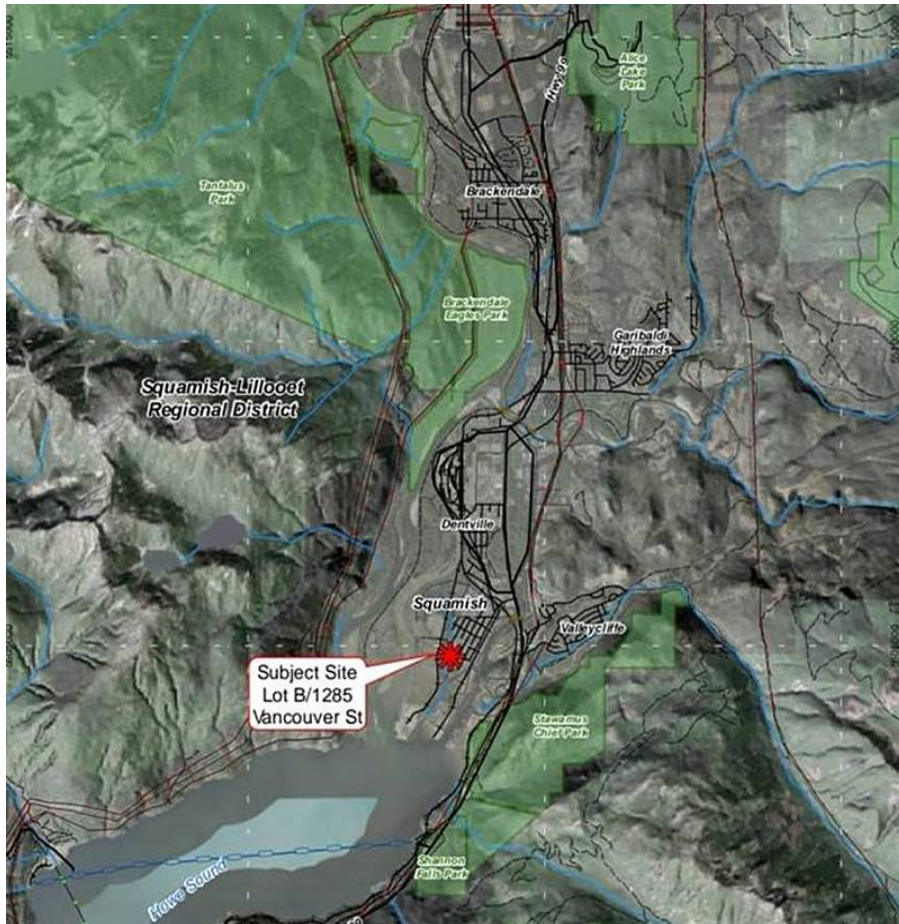 Alice
Lake
Park
Hwy 99
Tantalus
Park
Brackendale
Brackendale
Eagles Park
Garibaldi
Highlands
Squamish-Lillooet
Regional District
Dentville
Squamish
Valleycliffe
Subject Site
Lot B/1285
Vancouver St
Stawamus
Chief Park
Shannon
Falls Park
Howe Sound